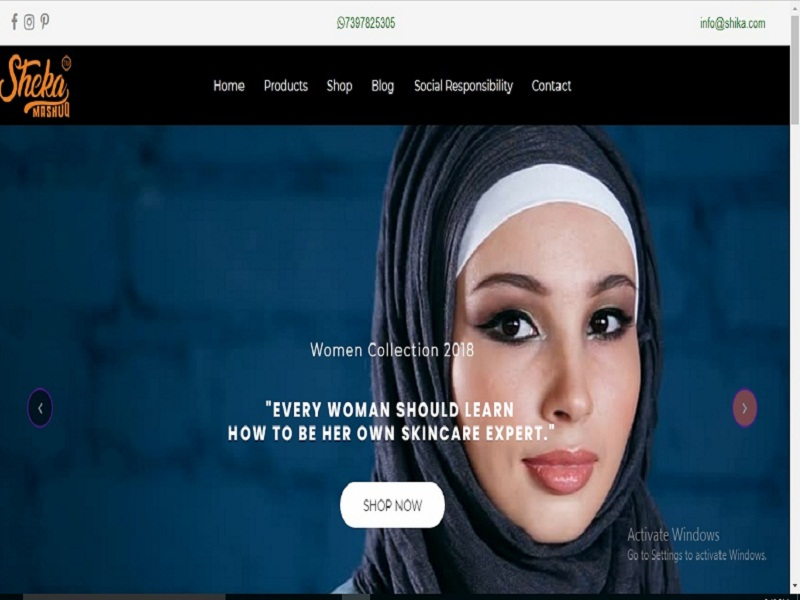 7397825305
info@shika.com
Sheka
MASHUQ
Home Products Shop Blog Social Responsibility Contact
Women Collection 2018
"EVERY WOMAN SHOULD LEARN
HOW TO BE HER OWN SKINCARE EXPERT."
SHOP NOW
Activate Windows
Go to Settings to activate Windows.